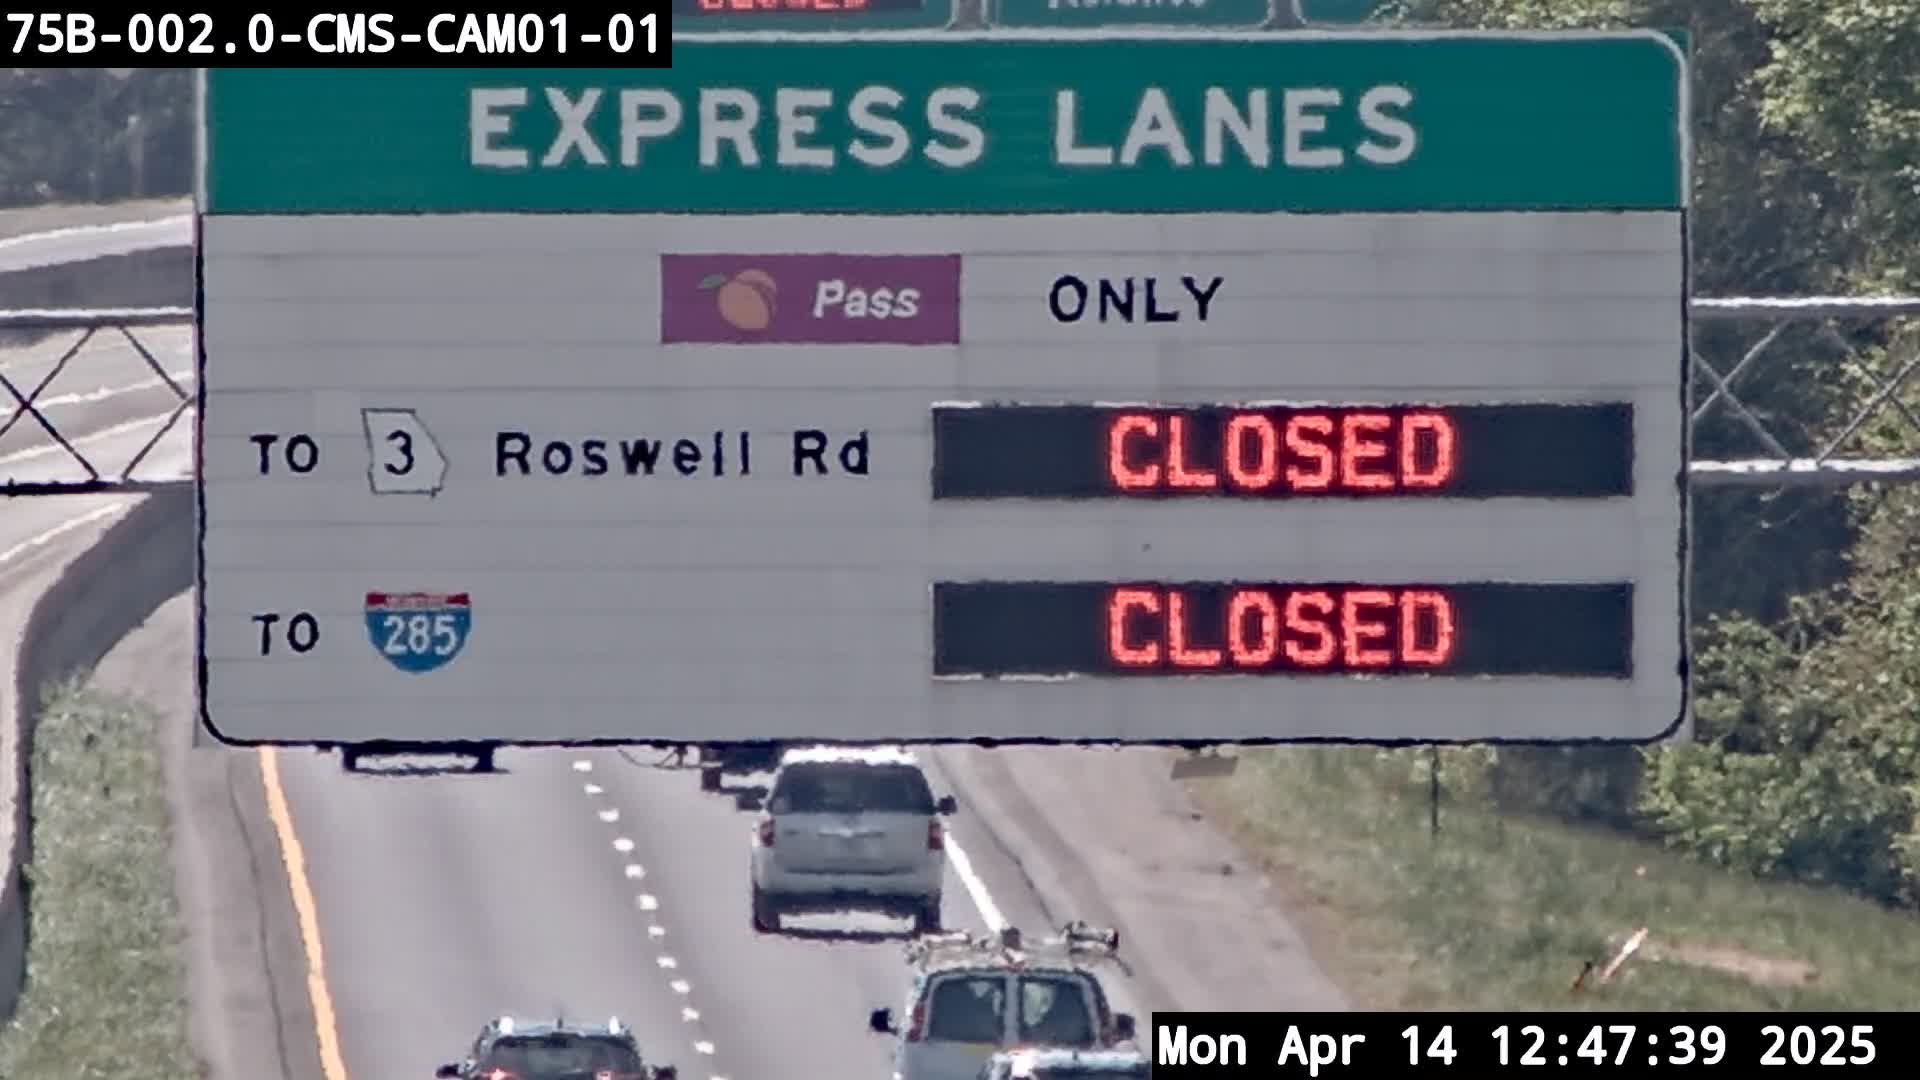 CLOSED
75B-002.0-CMS-CAM01-01
EXPRESS LANES
Pass ONLY
TO 3 Roswell Rd CLOSED
TO 285 CLOSED
Mon Apr 14 12:47:39 2025